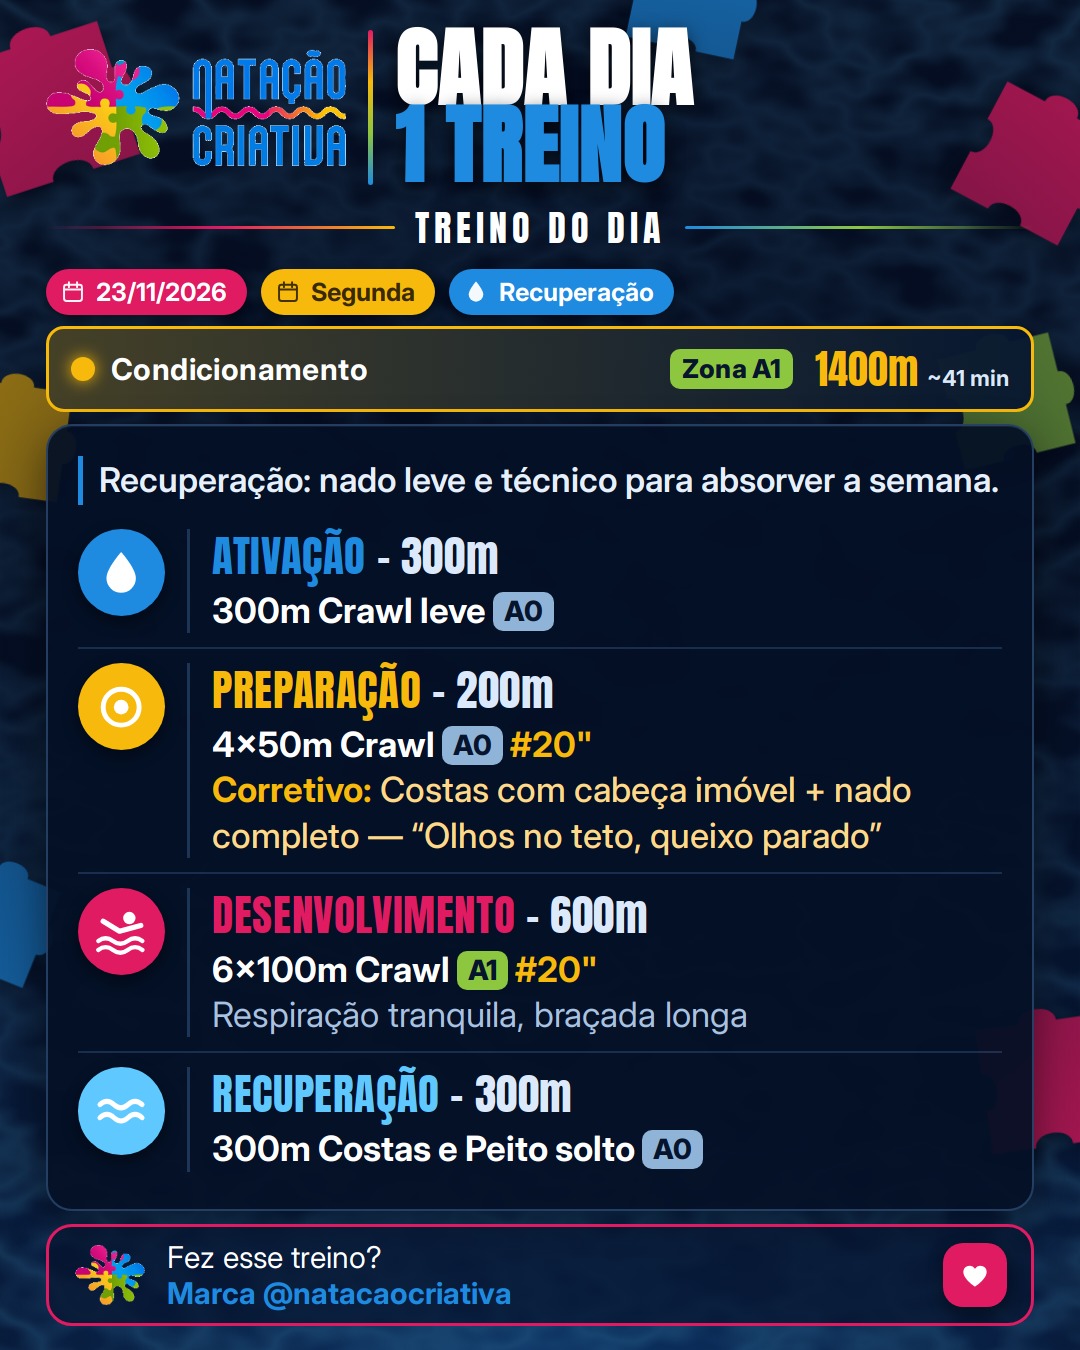 NATAÇÃO
CRIATIVA
CADA DIA
1 TREINO
TREINO DO DIA
23/11/2026 Segunda Recuperação
Condicionamento Zona A1 1400m ~41 min
Recuperação: nado leve e técnico para absorver a semana.
ATIVAÇÃO - 300m
300m Crawl leve A0
PREPARAÇÃO - 200m
4×50m Crawl A0 #20"
Corretivo: Costas com cabeça imóvel + nado
completo — “Olhos no teto, queixo parado”
DESENVOLVIMENTO - 600m
6×100m Crawl A1 #20"
Respiração tranquila, braçada longa
RECUPERAÇÃO - 300m
300m Costas e Peito solto A0
Fez esse treino?
Marca @natacaocriativa